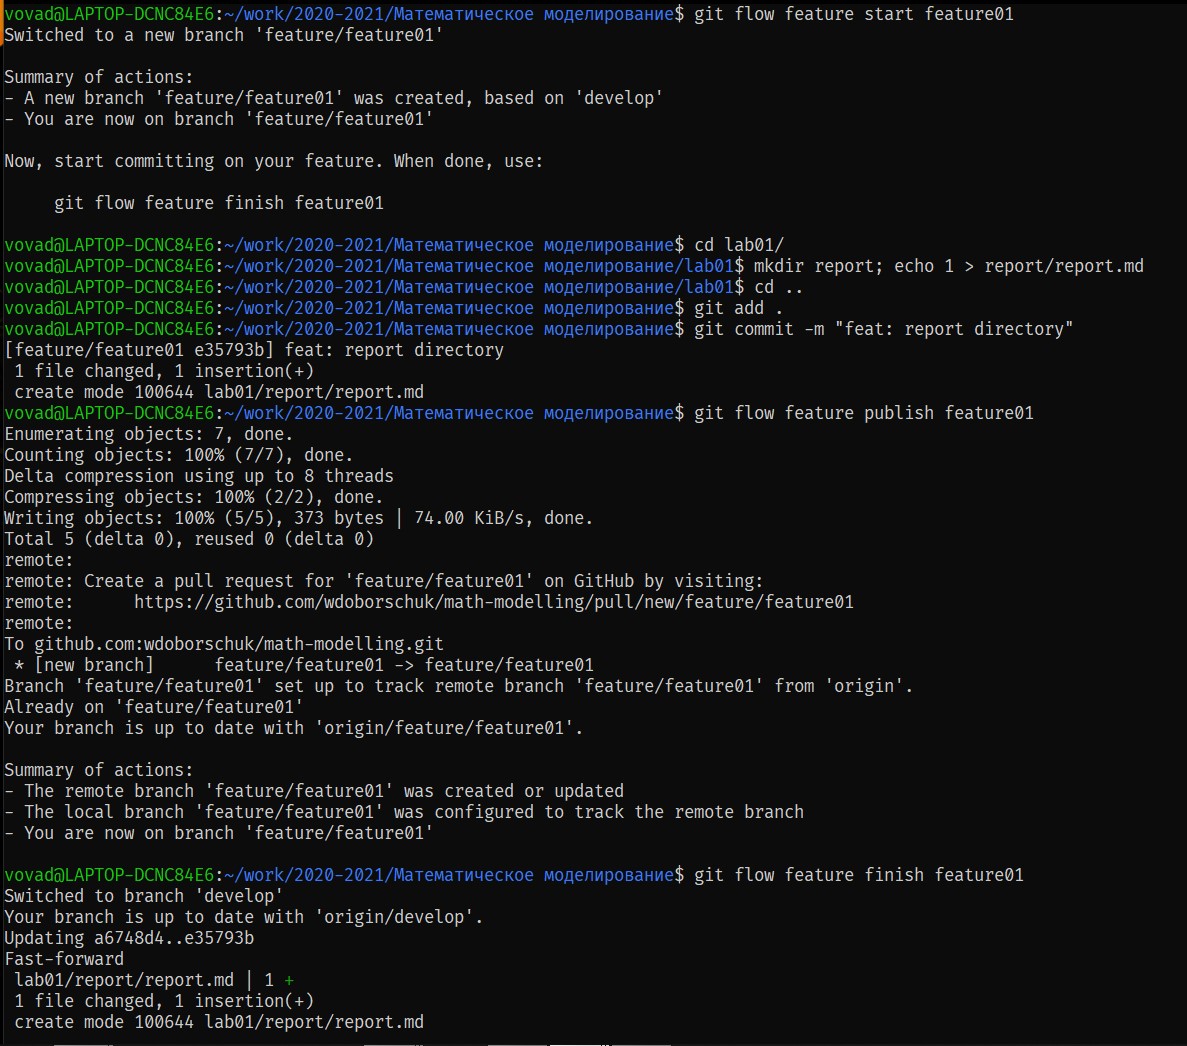 vovad@LAPTOP-DCNC84E6:~/work/2020-2021/Математическое моделирование$ git flow feature start feature01
Switched to a new branch 'feature/feature01'
Summary of actions:
- A new branch 'feature/feature01' was created, based on 'develop'
- You are now on branch 'feature/feature01'
Now, start committing on your feature. When done, use:
git flow feature finish feature01
vovad@LAPTOP-DCNC84E6:~/work/2020-2021/Математическое моделирование$ cd lab01/
vovad@LAPTOP-DCNC84E6:~/work/2020-2021/Математическое моделирование/lab01$ mkdir report; echo 1 > report/report.md
vovad@LAPTOP-DCNC84E6:~/work/2020-2021/Математическое моделирование/lab01$ cd ..
vovad@LAPTOP-DCNC84E6:~/work/2020-2021/Математическое моделирование$ git add .
vovad@LAPTOP-DCNC84E6:~/work/2020-2021/Математическое моделирование$ git commit -m "feat: report directory"
[feature/feature01 e35793b] feat: report directory
1 file changed, 1 insertion(+)
create mode 100644 lab01/report/report.md
vovad@LAPTOP-DCNC84E6:~/work/2020-2021/Математическое моделирование$ git flow feature publish feature01
Enumerating objects: 7, done.
Counting objects: 100% (7/7), done.
Delta compression using up to 8 threads
Compressing objects: 100% (2/2), done.
Writing objects: 100% (5/5), 373 bytes | 74.00 KiB/s, done.
Total 5 (delta 0), reused 0 (delta 0)
remote:
remote: Create a pull request for 'feature/feature01' on GitHub by visiting:
remote:      https://github.com/wdoborschuk/math-modelling/pull/new/feature/feature01
remote:
To github.com:wdoborschuk/math-modelling.git
* [new branch]      feature/feature01 -> feature/feature01
Branch 'feature/feature01' set up to track remote branch 'feature/feature01' from 'origin'.
Already on 'feature/feature01'
Your branch is up to date with 'origin/feature/feature01'.
Summary of actions:
- The remote branch 'feature/feature01' was created or updated
- The local branch 'feature/feature01' was configured to track the remote branch
- You are now on branch 'feature/feature01'
vovad@LAPTOP-DCNC84E6:~/work/2020-2021/Математическое моделирование$ git flow feature finish feature01
Switched to branch 'develop'
Your branch is up to date with 'origin/develop'.
Updating a6748d4..e35793b
Fast-forward
lab01/report/report.md | 1 +
1 file changed, 1 insertion(+)
create mode 100644 lab01/report/report.md